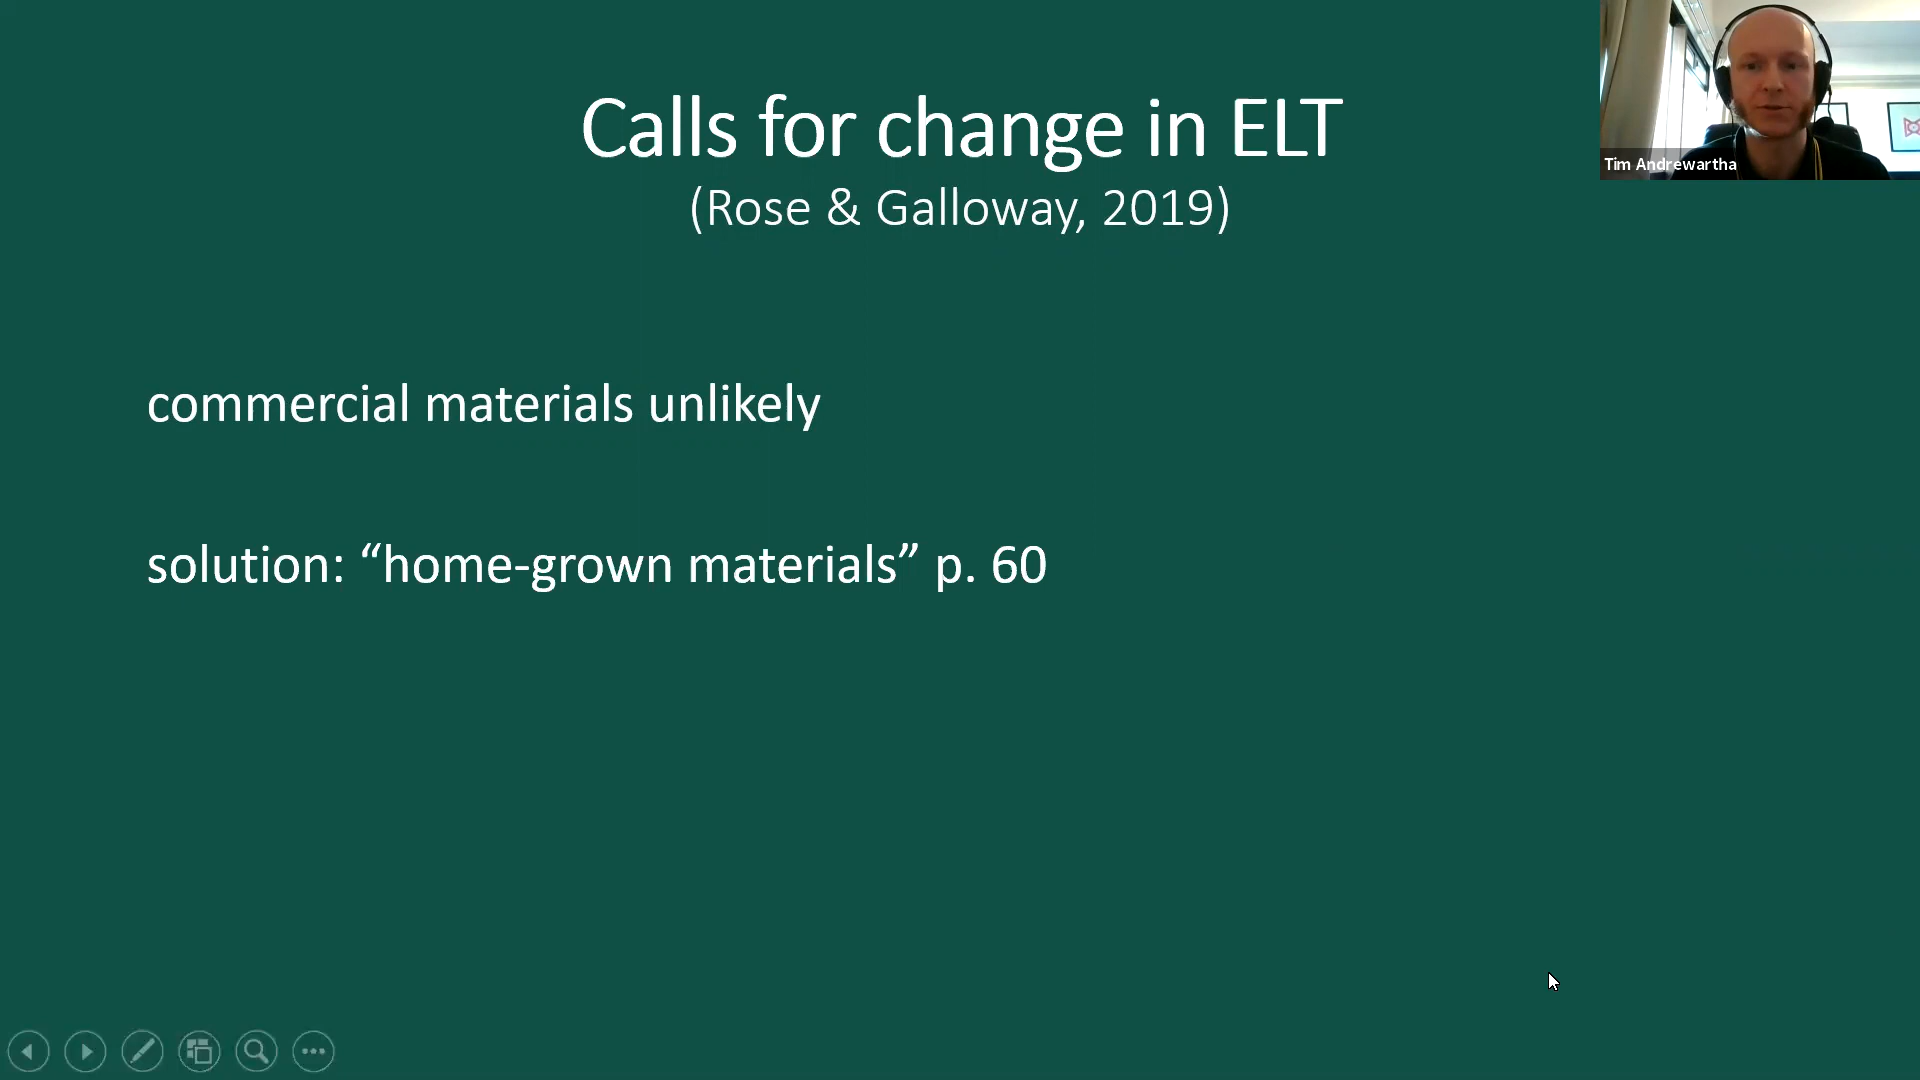 Calls for change in ELT
(Rose & Galloway, 2019)
Tim Andrewartha
commercial materials unlikely
solution: “home-grown materials” p. 60